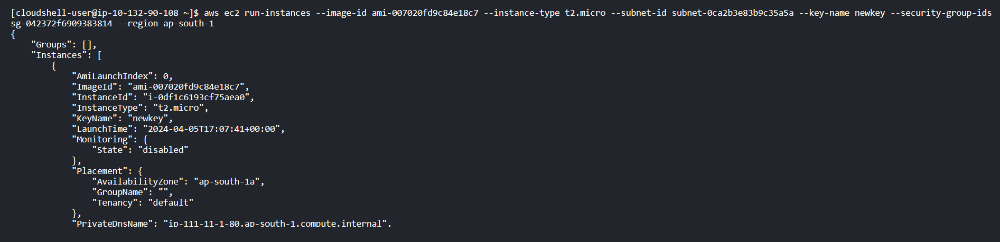 [cloudshell-user@ip-10-132-90-108 ~]$ aws ec2 run-instances --image-id ami-007020fd9c84e18c7 --instance-type t2.micro --subnet-id subnet-0ca2b3e83b9c35a5a --key-name newkey --security-group-ids
sg-042372f6909383814 --region ap-south-1
{
    "Groups": [],
    "Instances": [
        {
            "AmiLaunchIndex": 0,
            "ImageId": "ami-007020fd9c84e18c7",
            "InstanceId": "i-0df1c6193cf75aea0",
            "InstanceType": "t2.micro",
            "KeyName": "newkey",
            "LaunchTime": "2024-04-05T17:07:41+00:00",
            "Monitoring": {
                "State": "disabled"
            },
            "Placement": {
                "AvailabilityZone": "ap-south-1a",
                "GroupName": "",
                "Tenancy": "default"
            },
            "PrivateDnsName": "ip-111-11-1-80.ap-south-1.compute.internal",